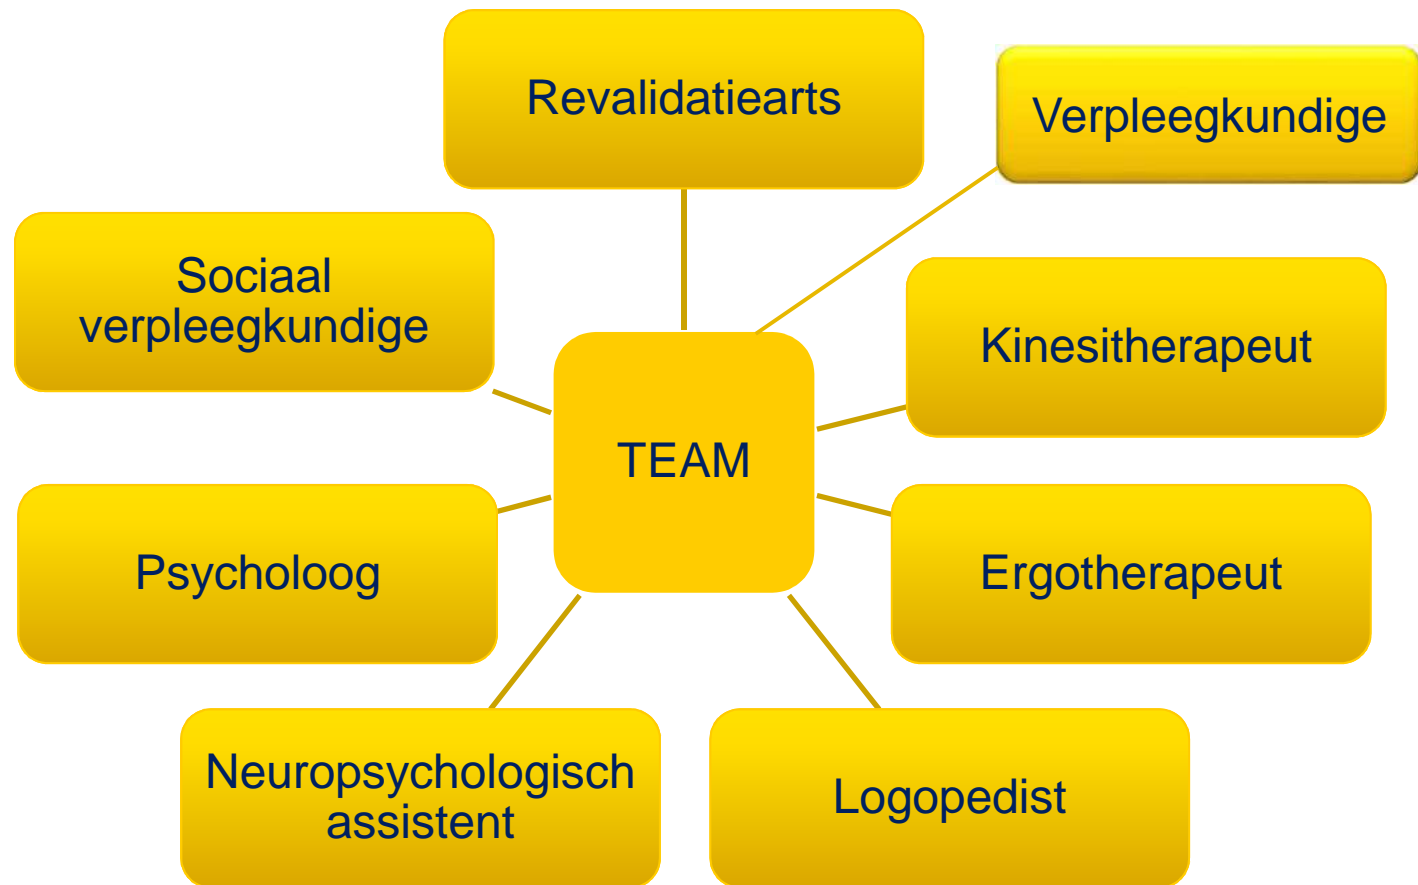 Revalidatiearts
Verpleegkundige
Sociaal
verpleegkundige
Kinesitherapeut
TEAM
Psycholoog
Ergotherapeut
Neuropsychologisch
assistent
Logopedist